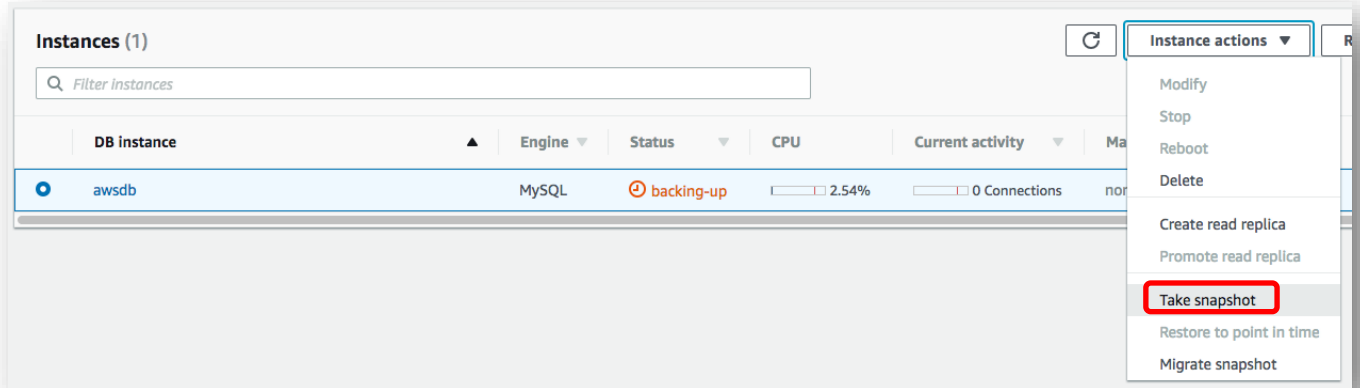 Instances (1)
Instance actions ▼
R
Filter instances
DB instance ▲ Engine ▼ Status ▼ CPU Current activity ▼ Ma
awsdb MySQL backing-up 2.54% 0 Connections nor
Modify
Stop
Reboot
Delete
Create read replica
Promote read replica
Take snapshot
Restore to point in time
Migrate snapshot